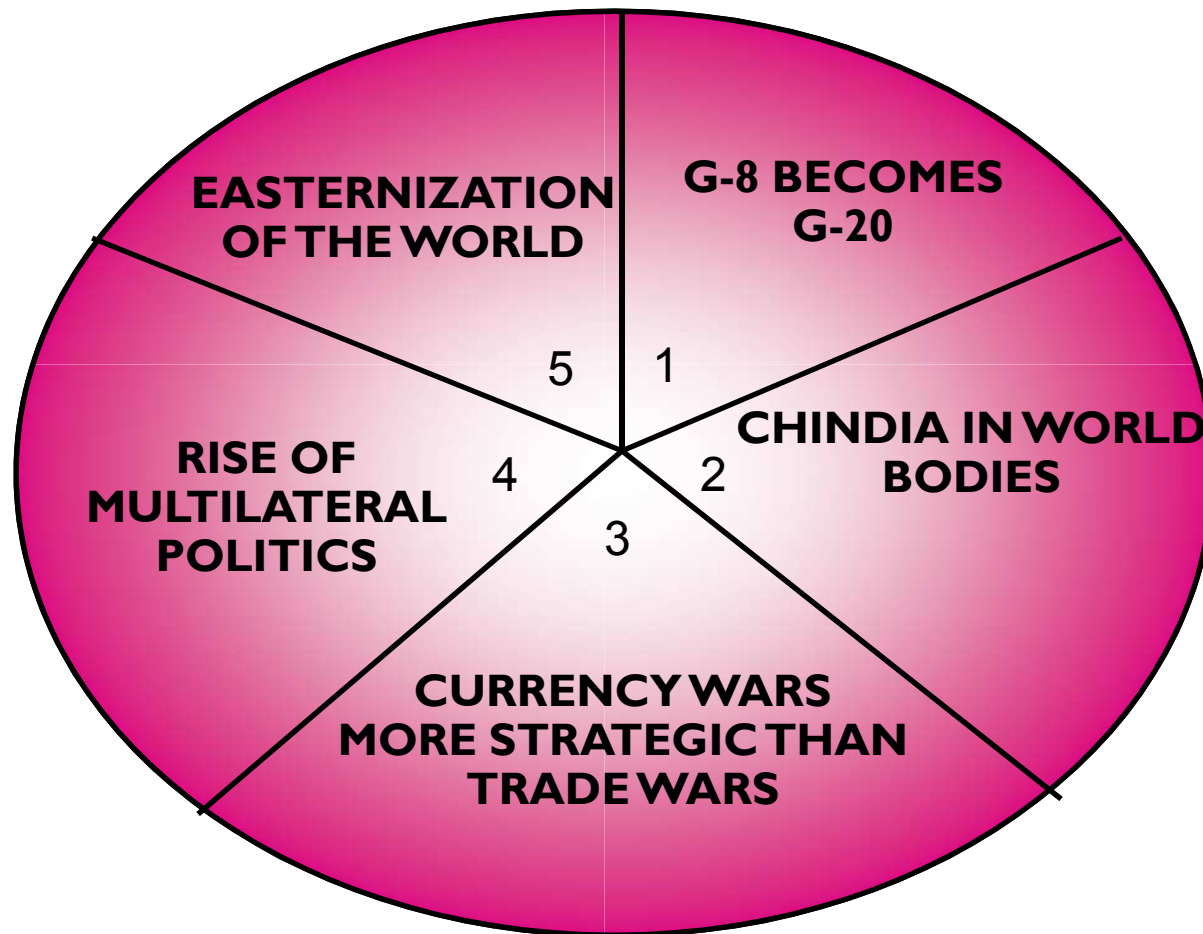 G-8 BECOMES
G-20
1
CHINDIA IN WORLD
BODIES
2
3
CURRENCY WARS
MORE STRATEGIC THAN
TRADE WARS
RISE OF
MULTILATERAL
POLITICS
4
EASTERNIZATION
OF THE WORLD
5